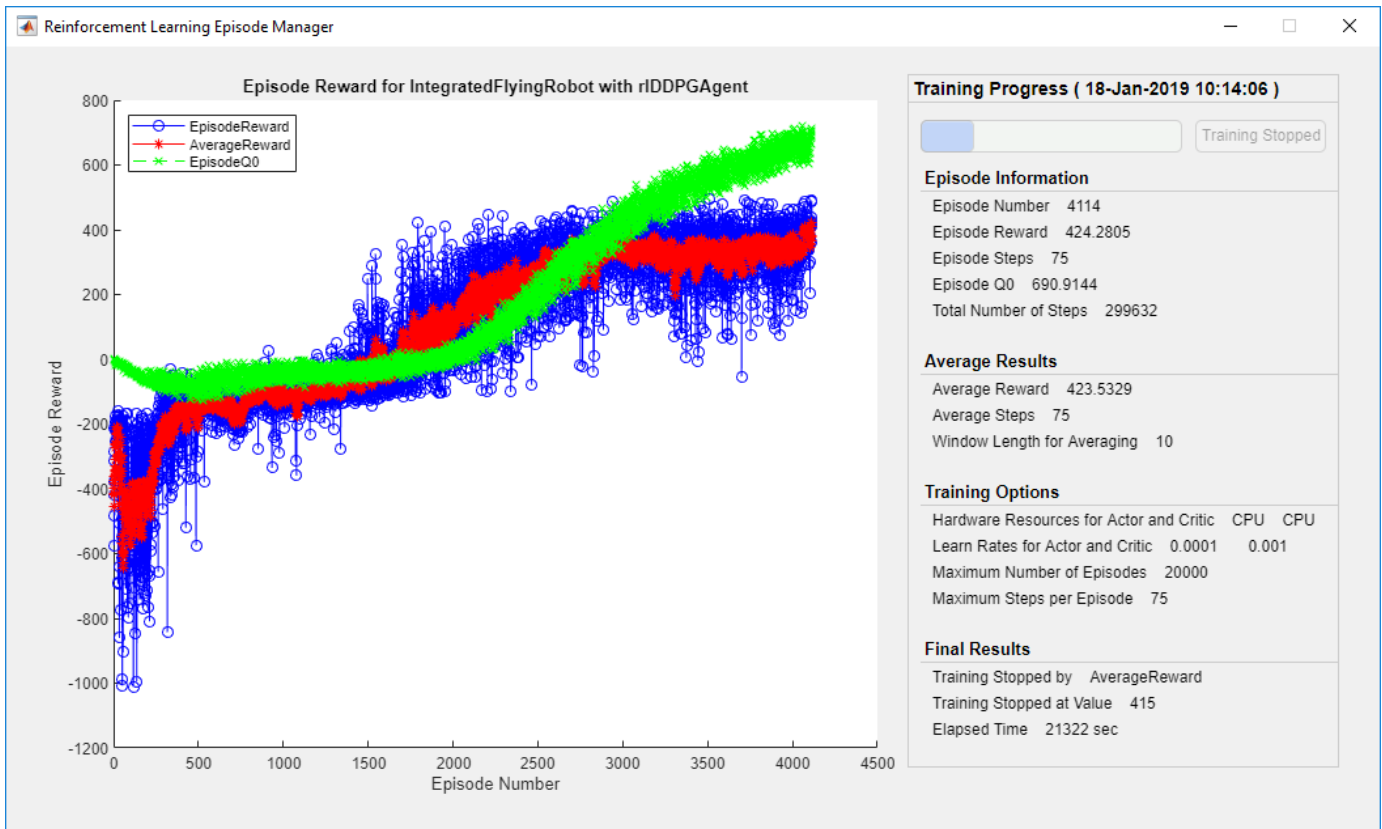 Reinforcement Learning Episode Manager
Episode Reward for IntegratedFlyingRobot with rlDDPGAgent
800
600
400
200
0
-200
-400
-600
-800
-1000
-1200
Episode Reward
EpisodeReward
AverageReward
EpisodeQ0
0 500 1000 1500 2000 2500 3000 3500 4000 4500
Episode Number
Training Progress ( 18-Jan-2019 10:14:06 )
Training Stopped
Episode Information
Episode Number 4114
Episode Reward 424.2805
Episode Steps 75
Episode Q0 690.9144
Total Number of Steps 299632
Average Results
Average Reward 423.5329
Average Steps 75
Window Length for Averaging 10
Training Options
Hardware Resources for Actor and Critic CPU CPU
Learn Rates for Actor and Critic 0.0001 0.001
Maximum Number of Episodes 20000
Maximum Steps per Episode 75
Final Results
Training Stopped by AverageReward
Training Stopped at Value 415
Elapsed Time 21322 sec